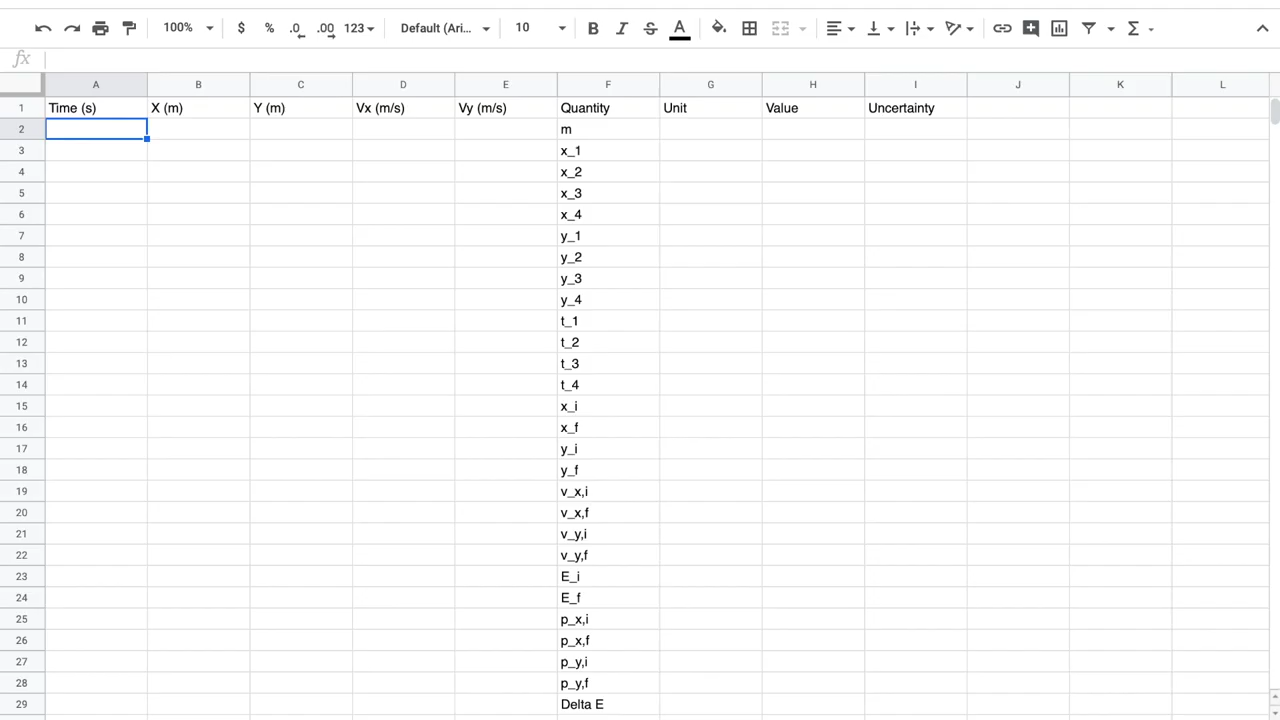 100% $ % .0 .00 123 Default (Ari... 10 B I S A Σ
fx
A B C D E F G H I J K L
1 Time (s) X (m) Y (m) Vx (m/s) Vy (m/s) Quantity Unit Value Uncertainty
2 m
3 x_1
4 x_2
5 x_3
6 x_4
7 y_1
8 y_2
9 y_3
10 y_4
11 t_1
12 t_2
13 t_3
14 t_4
15 x_i
16 x_f
17 y_i
18 y_f
19 v_x,i
20 v_x,f
21 v_y,i
22 v_y,f
23 E_i
24 E_f
25 p_x,i
26 p_x,f
27 p_y,i
28 p_y,f
29 Delta E